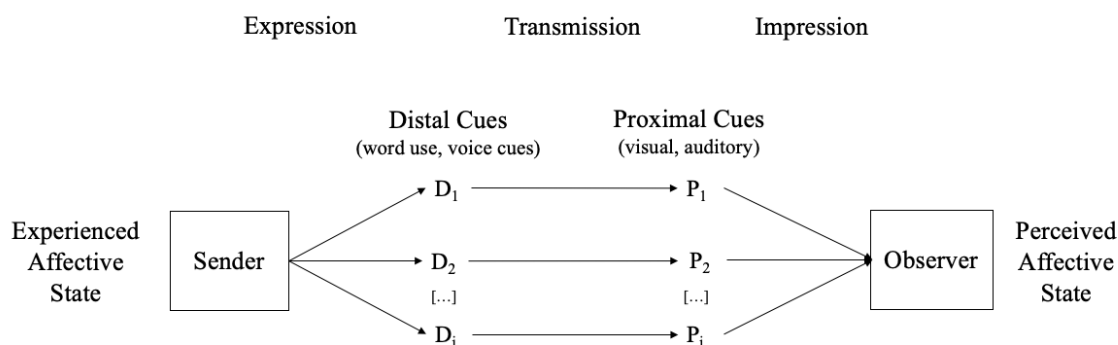 Expression Transmission Impression
Distal Cues
(word use, voice cues)
Proximal Cues
(visual, auditory)
D1 P1
Experienced
Affective
State
Sender
D2 P2
[...] [...]
Di Pi
Observer
Perceived
Affective
State